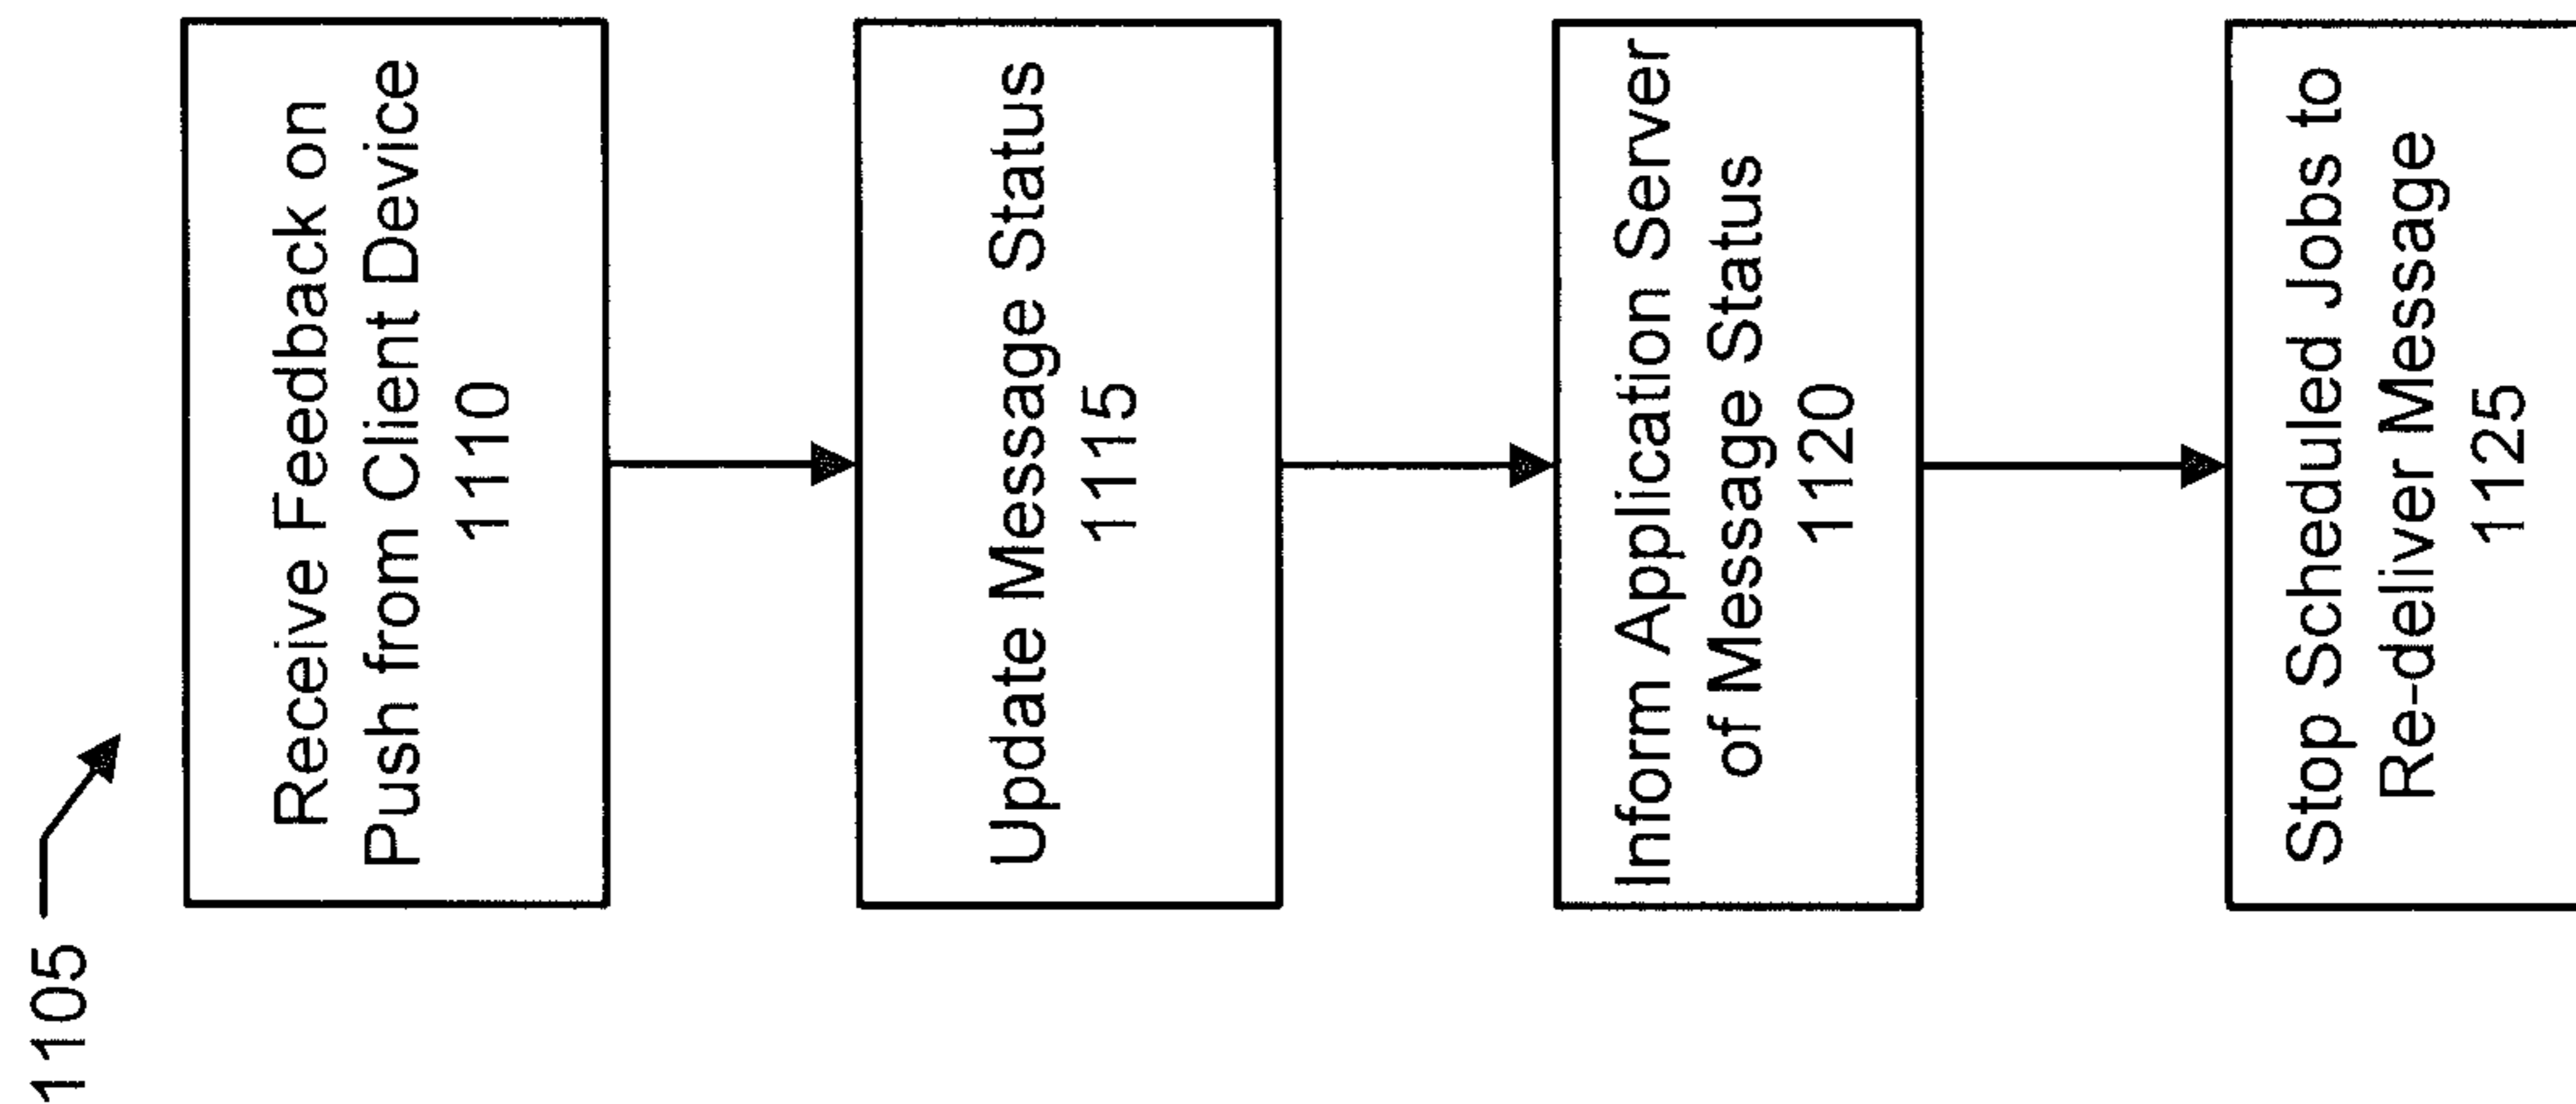 1105
Receive Feedback on
Push from Client Device
1110
Update Message Status
1115
Inform Application Server
of Message Status
1120
Stop Scheduled Jobs to
Re-deliver Message
1125